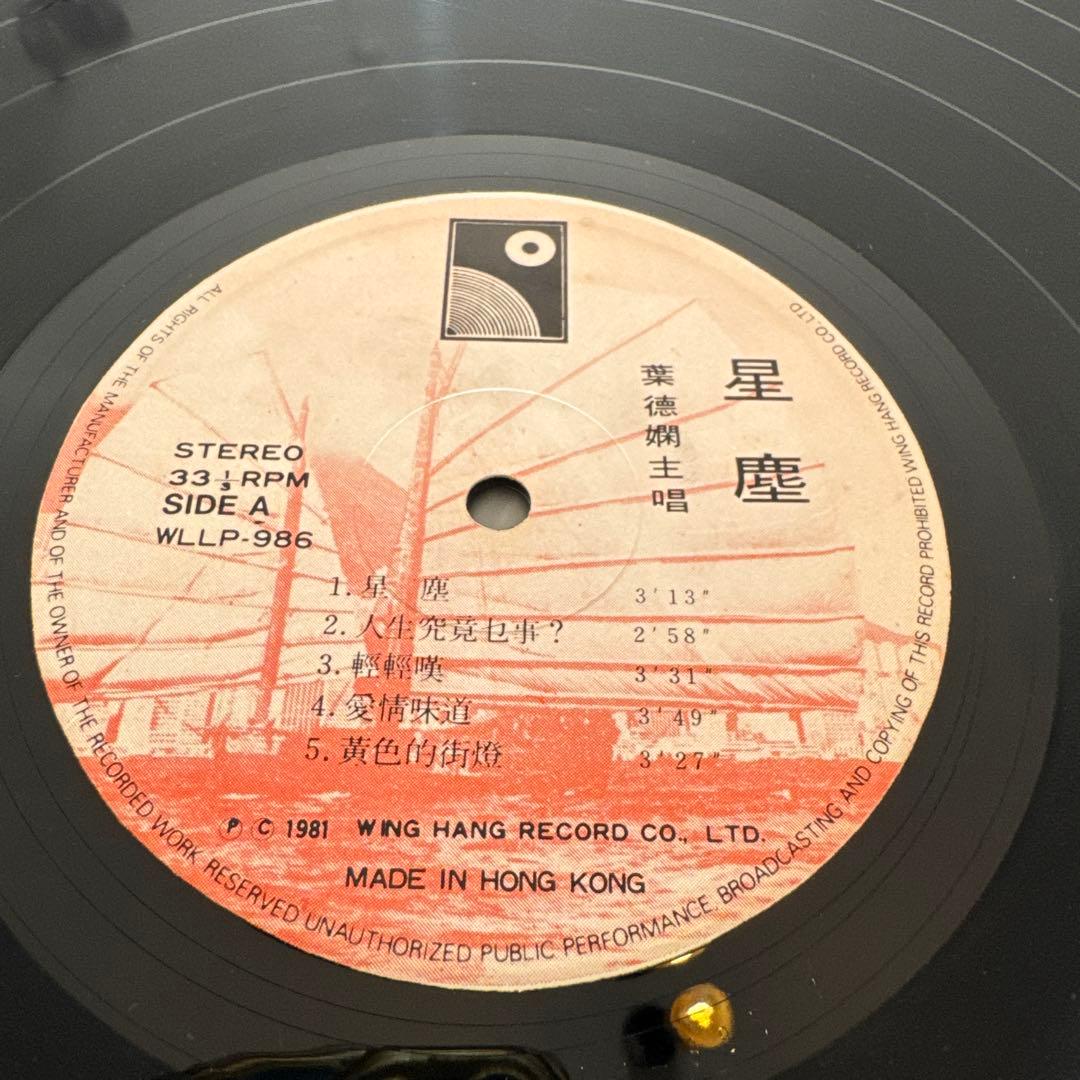 星塵
葉德嫻主唱
STEREO
33⅓RPM
SIDE A
WLLP-986
1. 星 塵 3'13"
2. 人生究竟乜事? 2'58"
3. 輕輕嘆 3'31"
4. 愛情味道 3'49"
5. 黃色的街燈 3'27"
Ⓟ Ⓒ 1981 WING HANG RECORD CO., LTD.
MADE IN HONG KONG
ALL RIGHTS OF THE MANUFACTURER AND OF THE OWNER OF THE RECORDED WORK RESERVED UNAUTHORIZED PUBLIC PERFORMANCE. BROADCASTING AND COPYING OF THIS RECORD PROHIBITED WING HANG RECORD CO. LTD